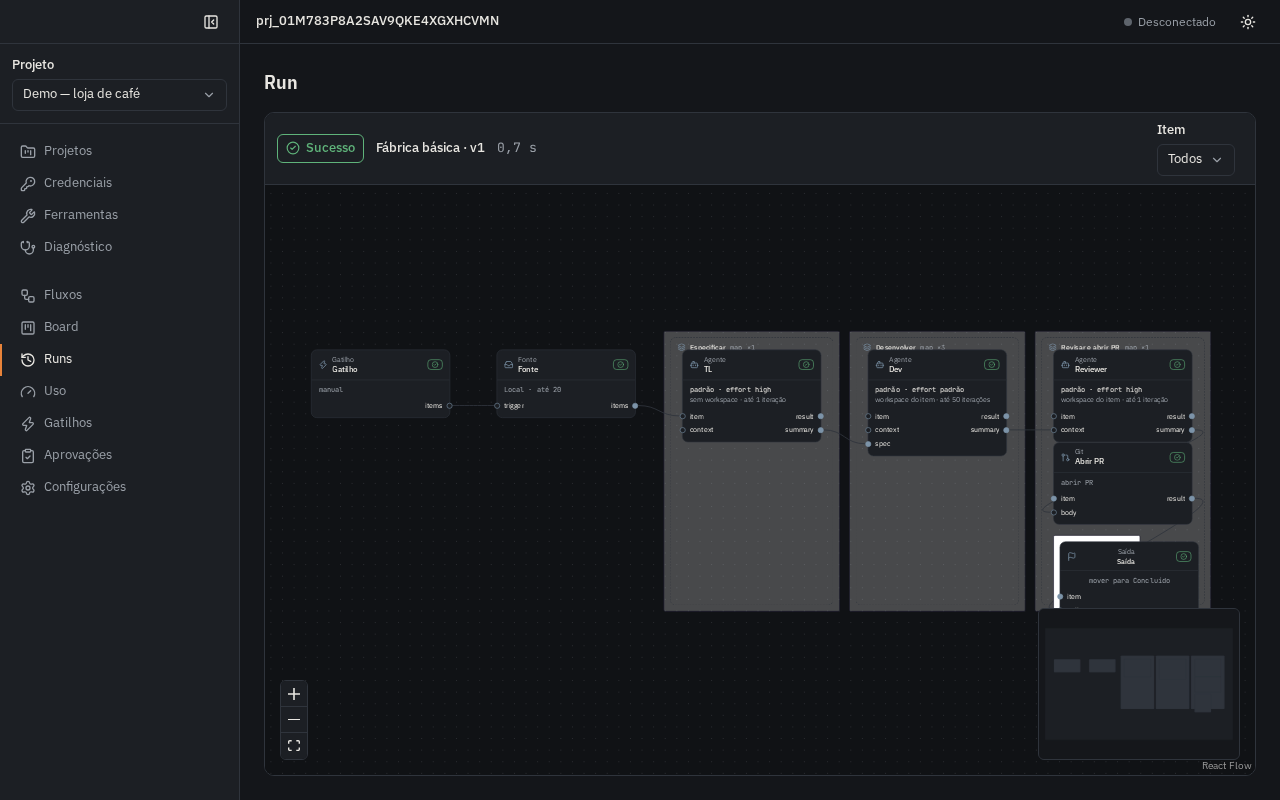 prj_01M783P8A2SAV9QKE4XGXHCVMN
Desconectado
Projeto
Demo — loja de café
Projetos
Credenciais
Ferramentas
Diagnóstico
Fluxos
Board
Runs
Uso
Gatilhos
Aprovações
Configurações
Run
Sucesso
Fábrica básica · v1 0,7 s
Item
Todos
Gatilho
Gatilho
manual
items
Fonte
Fonte
Local · até 20
trigger items
Especificar map ×1
Agente
TL
padrão · effort high
sem workspace · até 1 iteração
item result
context summary
Desenvolver map ×1
Agente
Dev
padrão · effort padrão
workspace do item · até 50 iterações
item result
context summary
spec
Revisar e abrir PR map ×1
Agente
Reviewer
padrão · effort high
workspace do item · até 1 iteração
item result
context summary
Git
Abrir PR
abrir PR
item result
body
Saída
Saída
mover para Concluído
item
React Flow